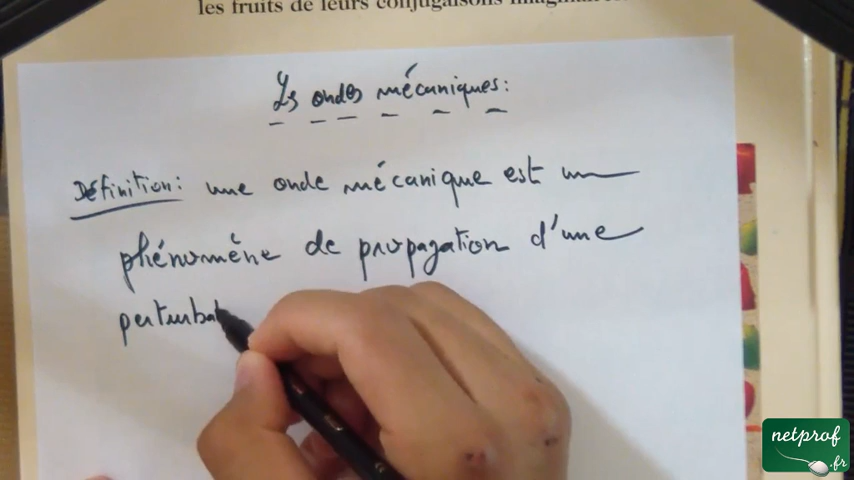 les fruits de leurs conjugaisons
Les ondes mécaniques:
Définition: une onde mécanique est un
phénomène de propagation d'une
perturbat
netprof
.fr